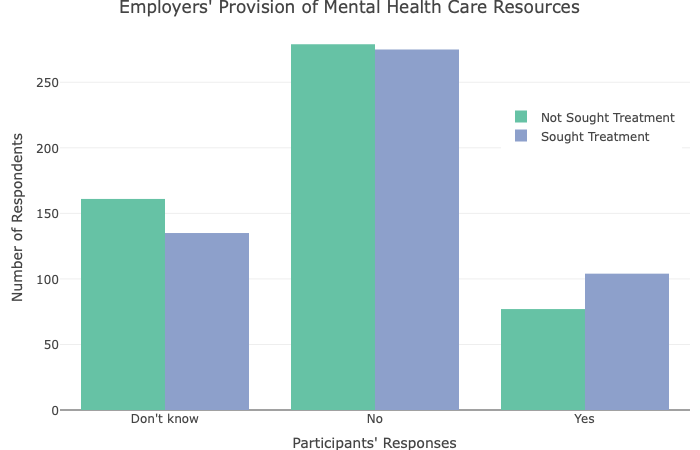 Employers' Provision of Mental Health Care Resources
250
200
150
100
50
0
Number of Respondents
Not Sought Treatment
Sought Treatment
Don't know
No
Yes
Participants' Responses